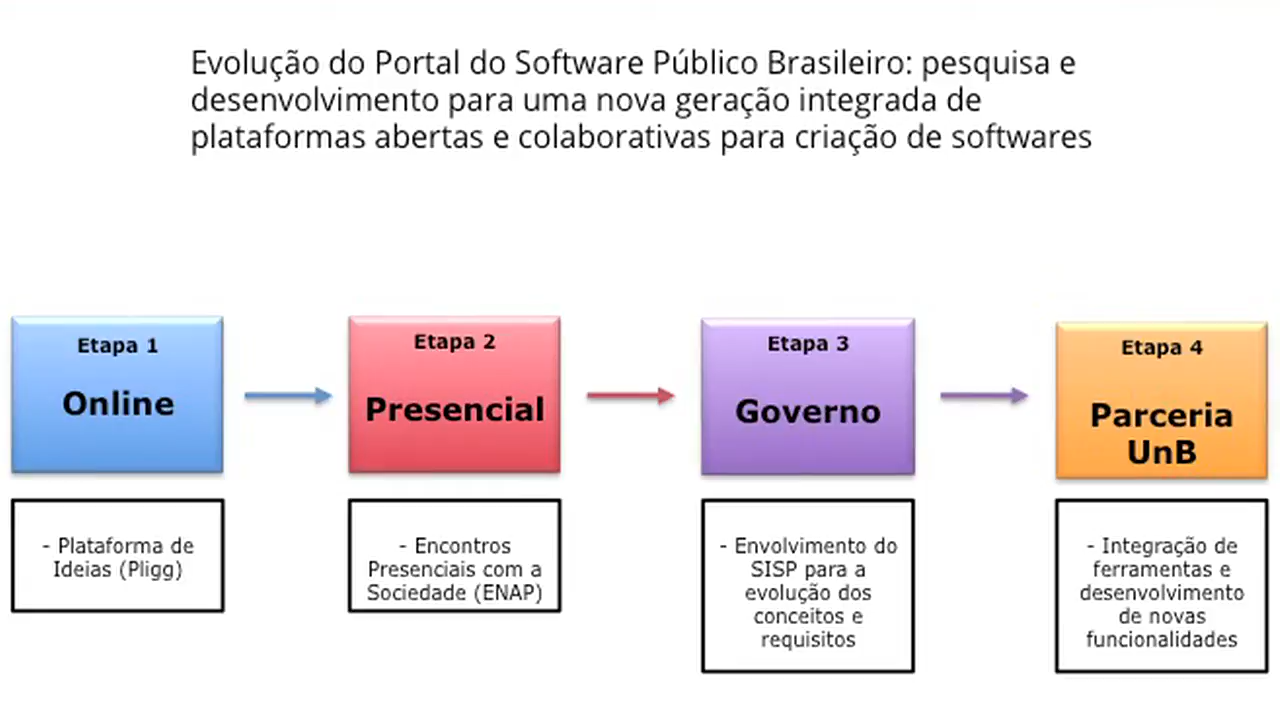 Evolução do Portal do Software Público Brasileiro: pesquisa e
desenvolvimento para uma nova geração integrada de
plataformas abertas e colaborativas para criação de softwares
Etapa 1
Online
- Plataforma de
Ideias (Pligg)
Etapa 2
Presencial
- Encontros
Presenciais com a
Sociedade (ENAP)
Etapa 3
Governo
- Envolvimento do
SISP para a
evolução dos
conceitos e
requisitos
Etapa 4
Parceria
UnB
- Integração de
ferramentas e
desenvolvimento
de novas
funcionalidades